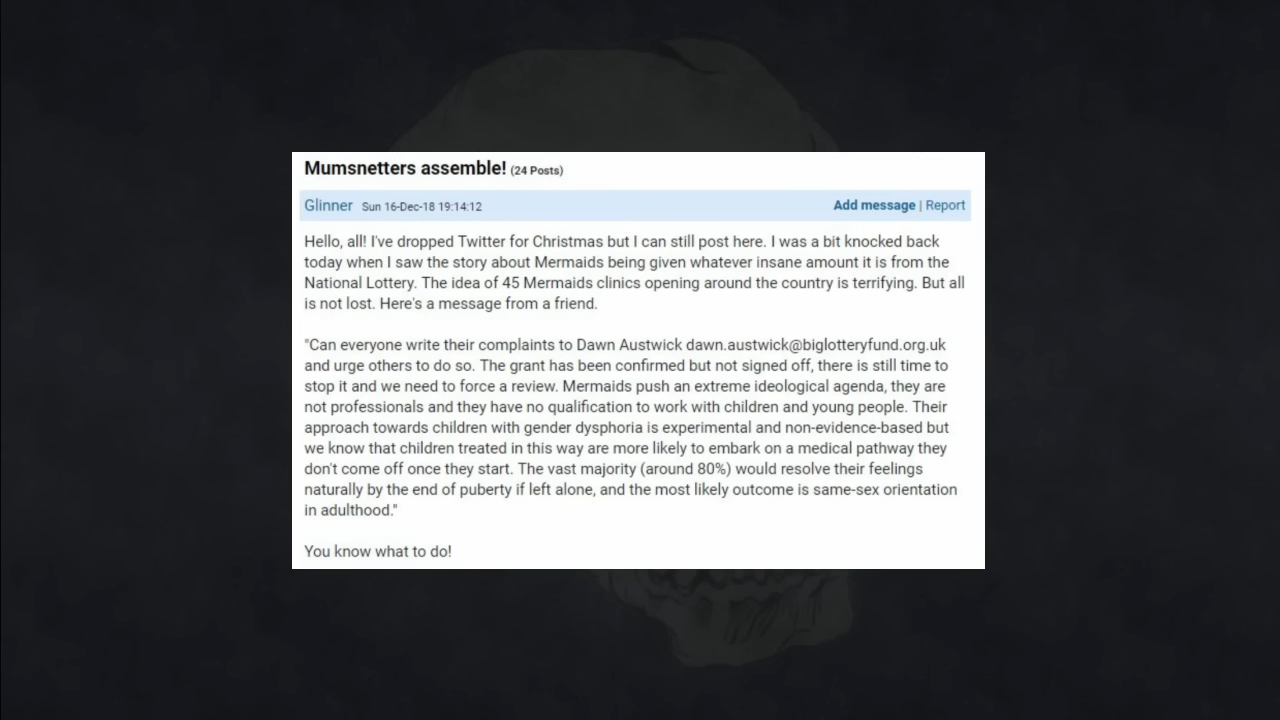 Mumsnetters assemble! (24 Posts)
Glinner Sun 16-Dec-18 19:14:12 Add message | Report
Hello, all! I've dropped Twitter for Christmas but I can still post here. I was a bit knocked back
today when I saw the story about Mermaids being given whatever insane amount it is from the
National Lottery. The idea of 45 Mermaids clinics opening around the country is terrifying. But all
is not lost. Here's a message from a friend.
"Can everyone write their complaints to Dawn Austwick dawn.austwick@biglotteryfund.org.uk
and urge others to do so. The grant has been confirmed but not signed off, there is still time to
stop it and we need to force a review. Mermaids push an extreme ideological agenda, they are
not professionals and they have no qualification to work with children and young people. Their
approach towards children with gender dysphoria is experimental and non-evidence-based but
we know that children treated in this way are more likely to embark on a medical pathway they
don't come off once they start. The vast majority (around 80%) would resolve their feelings
naturally by the end of puberty if left alone, and the most likely outcome is same-sex orientation
in adulthood."
You know what to do!